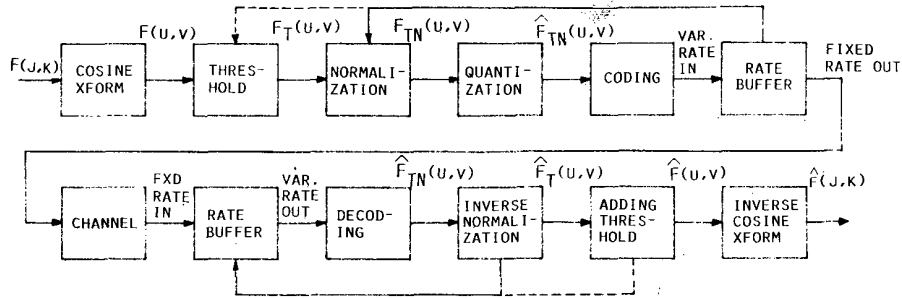 F(U,V)
F_T(U,V)
F_TN(U,V)
F̂_TN(U,V)
VAR.
RATE
IN
FIXED
RATE OUT
F(J,K)
COSINE
XFORM
THRES-
HOLD
NORMALI-
ZATION
QUANTI-
ZATION
CODING
RATE
BUFFER
FXD
RATE
IN
VAR.
RATE
OUT
F̂_TN(U,V)
F̂_T(U,V)
F̂(U,V)
F̂(J,K)
CHANNEL
RATE
BUFFER
DECOD-
ING
INVERSE
NORMALI-
ZATION
ADDING
THRES-
HOLD
INVERSE
COSINE
XFORM